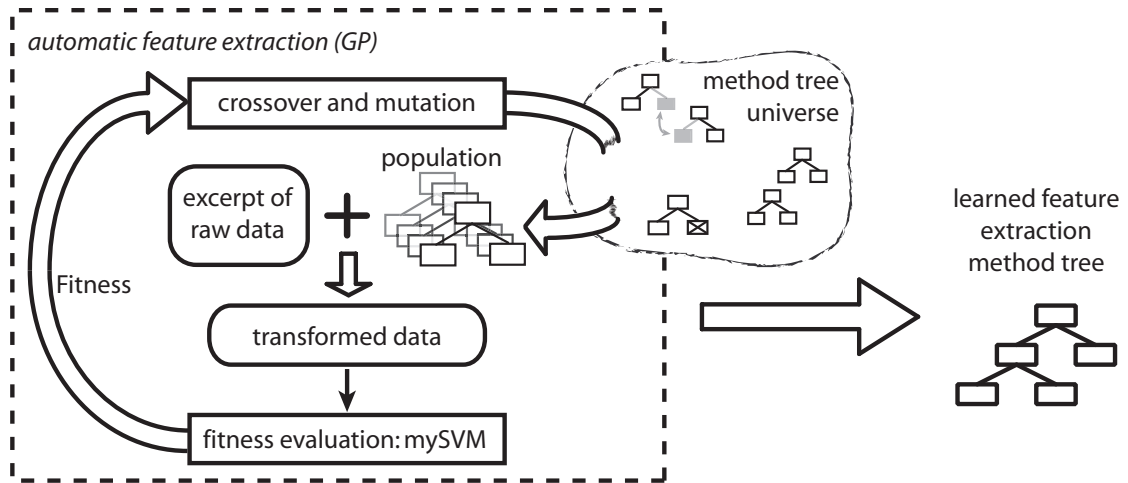 automatic feature extraction (GP)
crossover and mutation
method tree
universe
population
excerpt of
raw data
Fitness
transformed data
fitness evaluation: mySVM
learned feature
extraction
method tree